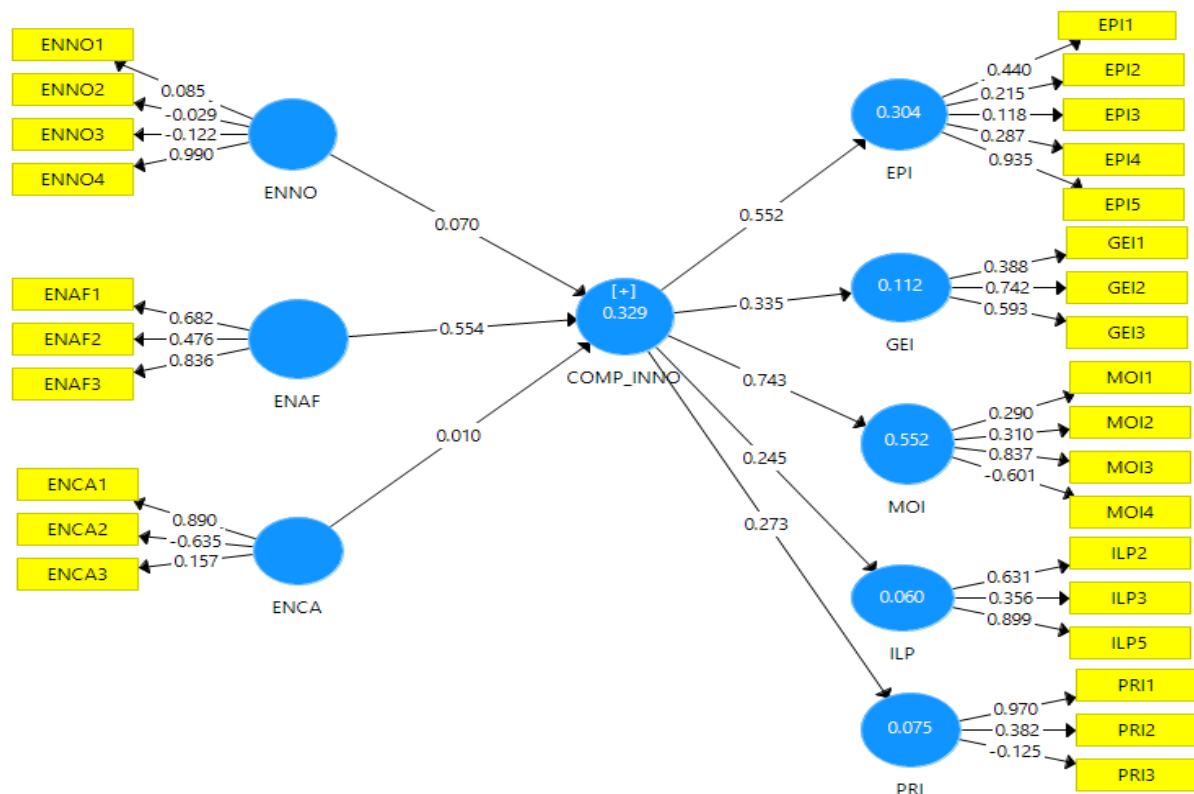 ENNO1
ENNO2
ENNO3
ENNO4
0.085
-0.029
-0.122
0.990
ENNO
0.070
ENAF1
ENAF2
ENAF3
0.682
0.476
0.836
ENAF
0.554
ENCA1
ENCA2
ENCA3
0.890
-0.635
0.157
ENCA
0.010
[+]
0.329
COMP_INNO
0.552
0.335
0.743
0.245
0.273
0.304
EPI
0.440
0.215
0.118
0.287
0.935
EPI1
EPI2
EPI3
EPI4
EPI5
0.112
GEI
0.388
0.742
0.593
GEI1
GEI2
GEI3
0.552
MOI
0.290
0.310
0.837
-0.601
MOI1
MOI2
MOI3
MOI4
0.060
ILP
0.631
0.356
0.899
ILP2
ILP3
ILP5
0.075
PRI
0.970
0.382
-0.125
PRI1
PRI2
PRI3